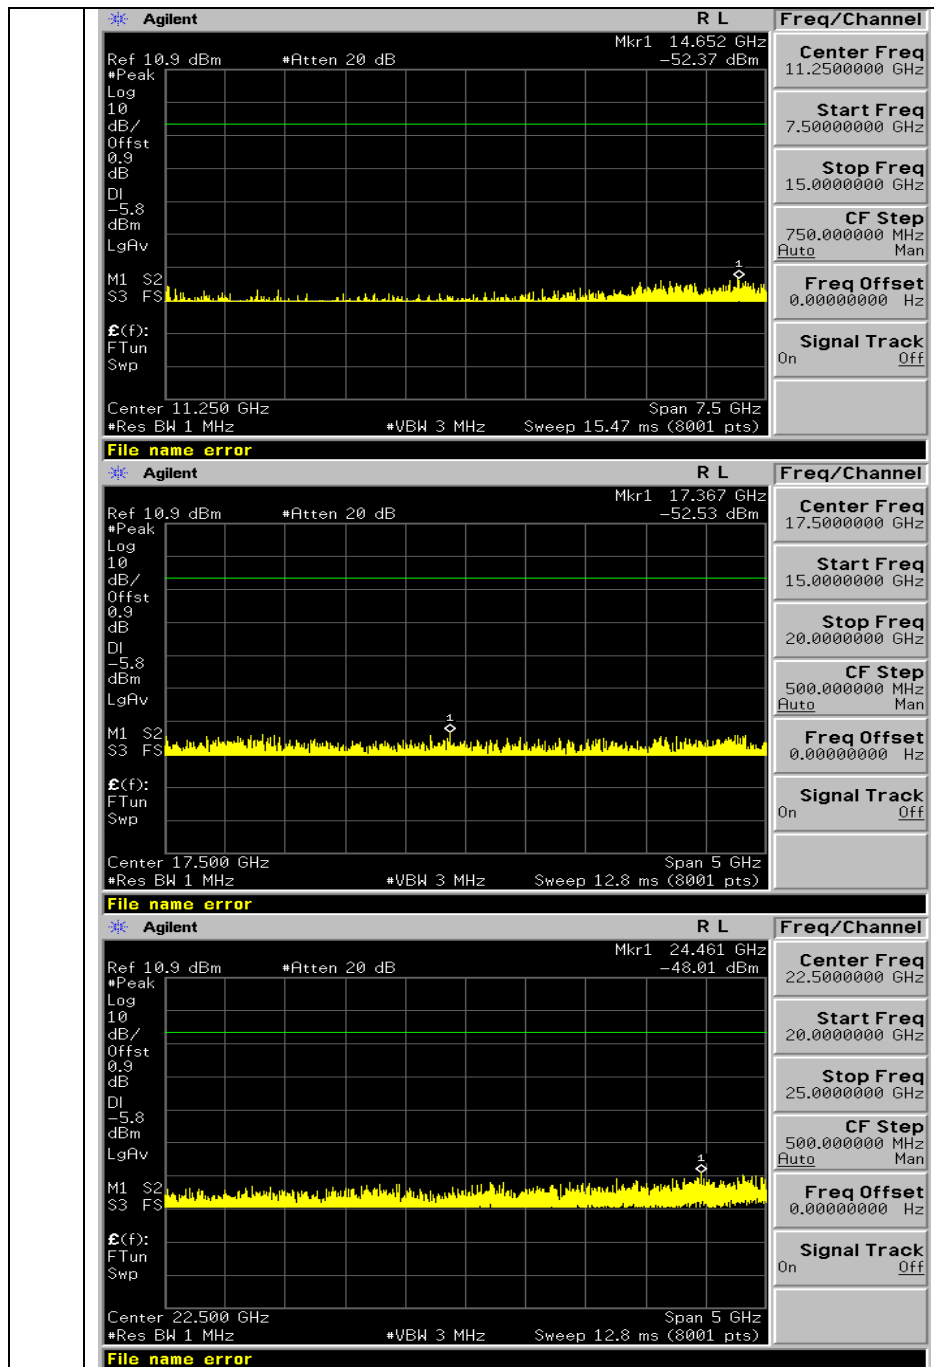 Agilent R L Freq/Channel
Mkr1 14.652 GHz
Ref 10.9 dBm #Atten 20 dB -52.37 dBm
#Peak
Log
10
dB/
Offst
0.9
dB
DI
-5.8
dBm
LgAv
1
M1 S2
S3 FS
£(f):
FTun
Swp
Center 11.250 GHz Span 7.5 GHz
#Res BW 1 MHz #VBW 3 MHz Sweep 15.47 ms (8001 pts)
Center Freq
11.2500000 GHz
Start Freq
7.50000000 GHz
Stop Freq
15.0000000 GHz
CF Step
750.000000 MHz
Auto Man
Freq Offset
0.00000000 Hz
Signal Track
On Off
File name error
Agilent R L Freq/Channel
Mkr1 17.367 GHz
Ref 10.9 dBm #Atten 20 dB -52.53 dBm
#Peak
Log
10
dB/
Offst
0.9
dB
DI
-5.8
dBm
LgAv
1
M1 S2
S3 FS
£(f):
FTun
Swp
Center 17.500 GHz Span 5 GHz
#Res BW 1 MHz #VBW 3 MHz Sweep 12.8 ms (8001 pts)
Center Freq
17.5000000 GHz
Start Freq
15.0000000 GHz
Stop Freq
20.0000000 GHz
CF Step
500.000000 MHz
Auto Man
Freq Offset
0.00000000 Hz
Signal Track
On Off
File name error
Agilent R L Freq/Channel
Mkr1 24.461 GHz
Ref 10.9 dBm #Atten 20 dB -48.01 dBm
#Peak
Log
10
dB/
Offst
0.9
dB
DI
-5.8
dBm
LgAv
1
M1 S2
S3 FS
£(f):
FTun
Swp
Center 22.500 GHz Span 5 GHz
#Res BW 1 MHz #VBW 3 MHz Sweep 12.8 ms (8001 pts)
Center Freq
22.5000000 GHz
Start Freq
20.0000000 GHz
Stop Freq
25.0000000 GHz
CF Step
500.000000 MHz
Auto Man
Freq Offset
0.00000000 Hz
Signal Track
On Off
File name error